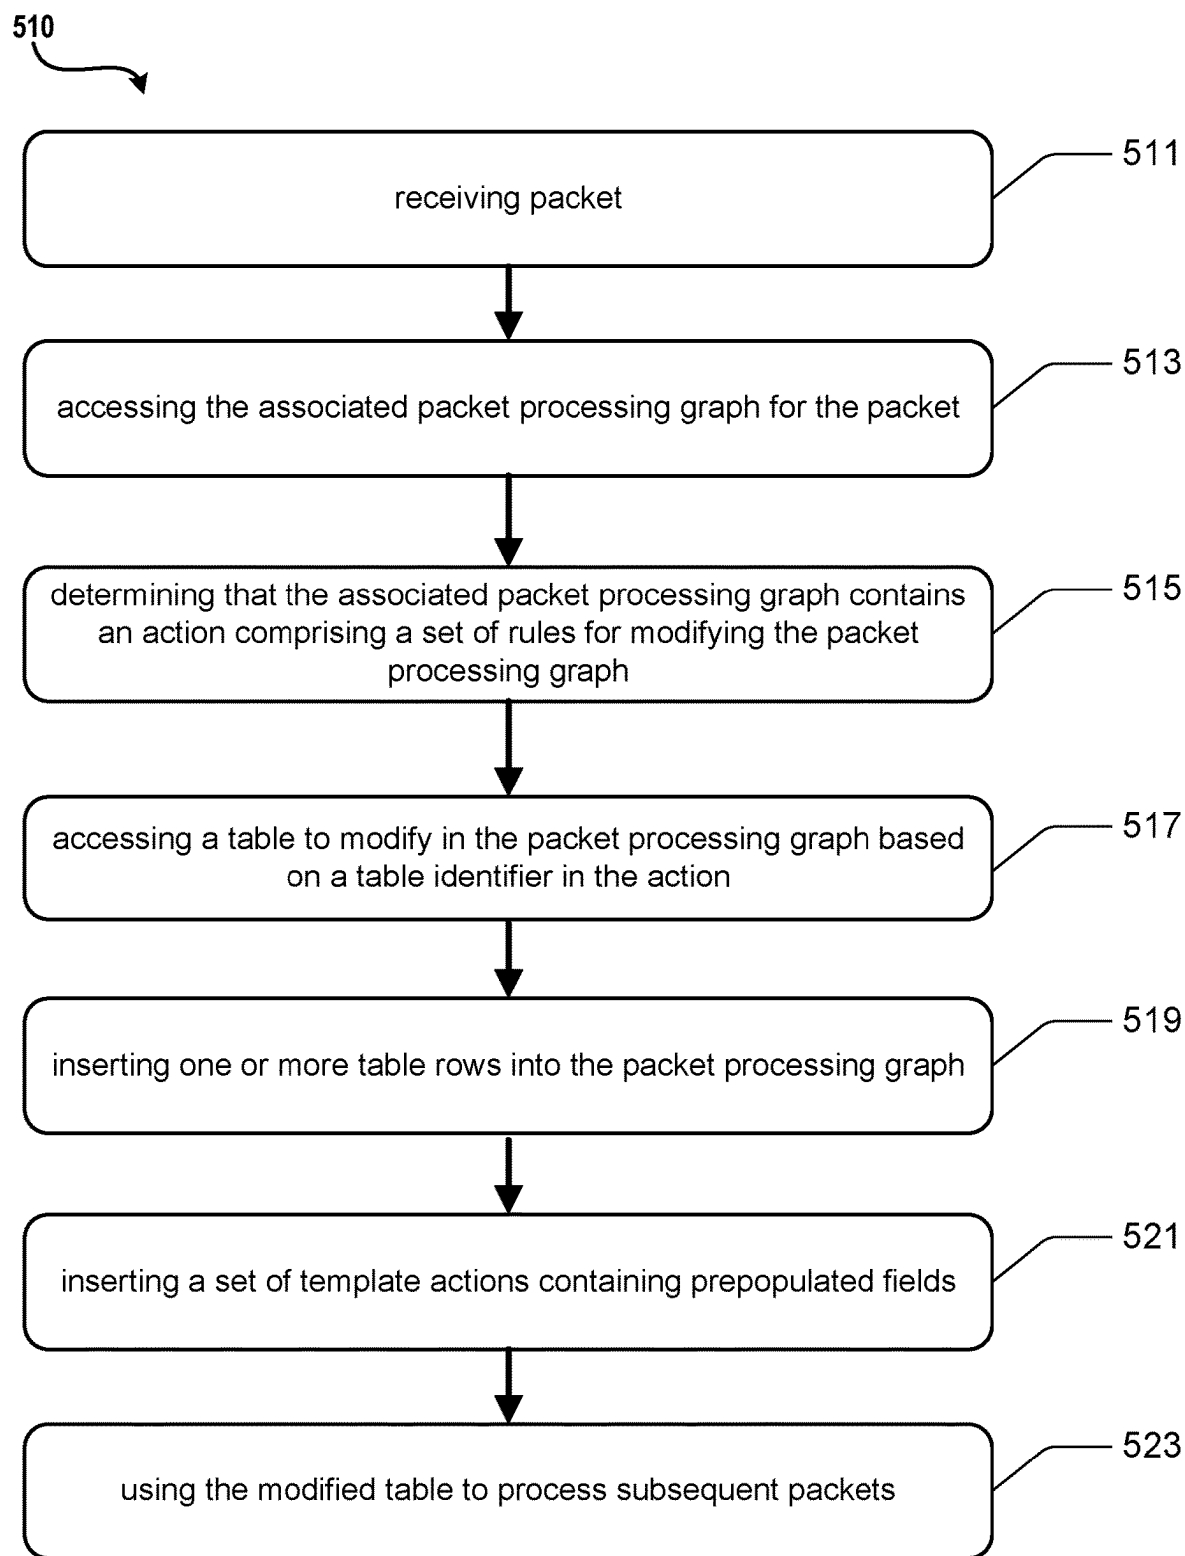 510
receiving packet
511
accessing the associated packet processing graph for the packet
513
determining that the associated packet processing graph contains
an action comprising a set of rules for modifying the packet
processing graph
515
accessing a table to modify in the packet processing graph based
on a table identifier in the action
517
inserting one or more table rows into the packet processing graph
519
inserting a set of template actions containing prepopulated fields
521
using the modified table to process subsequent packets
523